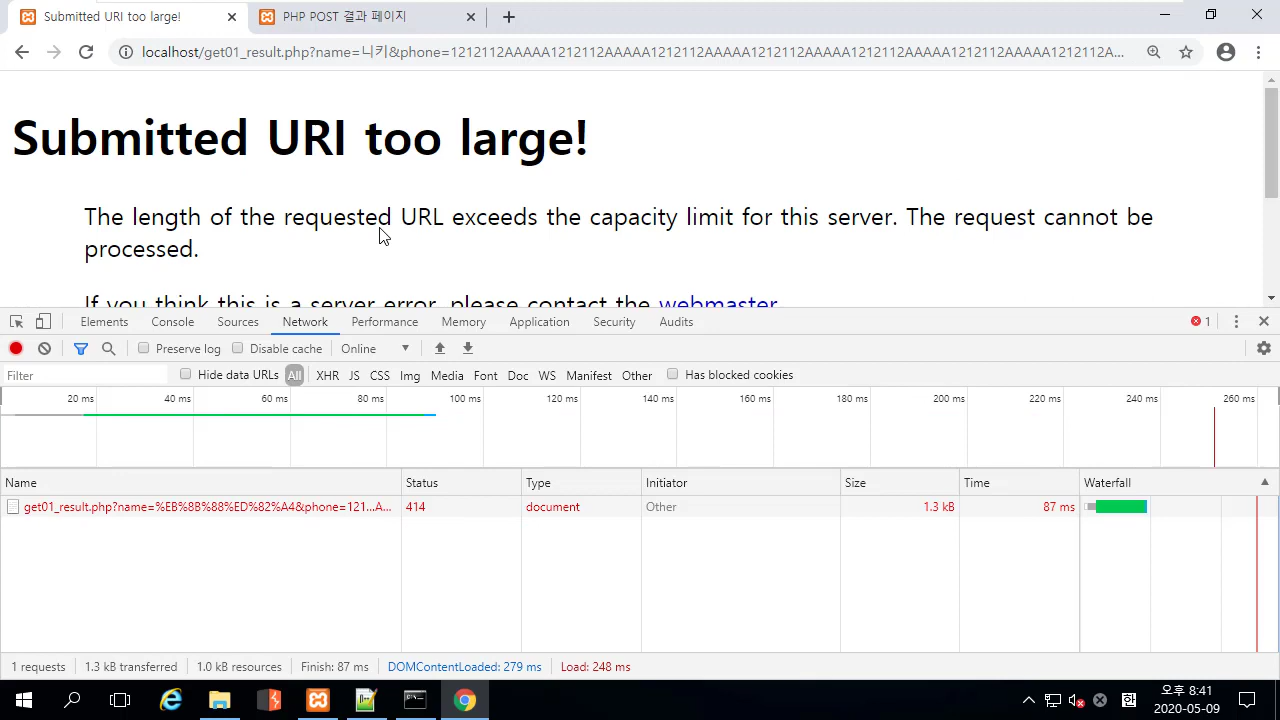 Submitted URI too large!
PHP POST 결과 페이지
localhost/get01_result.php?name=니키&phone=1212112AAAAA1212112AAAAA1212112AAAAA1212112AAAAA1212112AAAAA1212112AAAAA1212112A...
Submitted URI too large!
The length of the requested URL exceeds the capacity limit for this server. The request cannot be
processed.
If you think this is a server error, please contact the webmaster.
Elements Console Sources Network Performance Memory Application Security Audits 1
Preserve log Disable cache Online
Filter Hide data URLs All XHR JS CSS Img Media Font Doc WS Manifest Other Has blocked cookies
20 ms 40 ms 60 ms 80 ms 100 ms 120 ms 140 ms 160 ms 180 ms 200 ms 220 ms 240 ms 260 ms
Name Status Type Initiator Size Time Waterfall
get01_result.php?name=%EB%8B%88%ED%82%A4&phone=121...A... 414 document Other 1.3 kB 87 ms
1 requests 1.3 kB transferred 1.0 kB resources Finish: 87 ms DOMContentLoaded: 279 ms Load: 248 ms
한 오후 8:41
2020-05-09